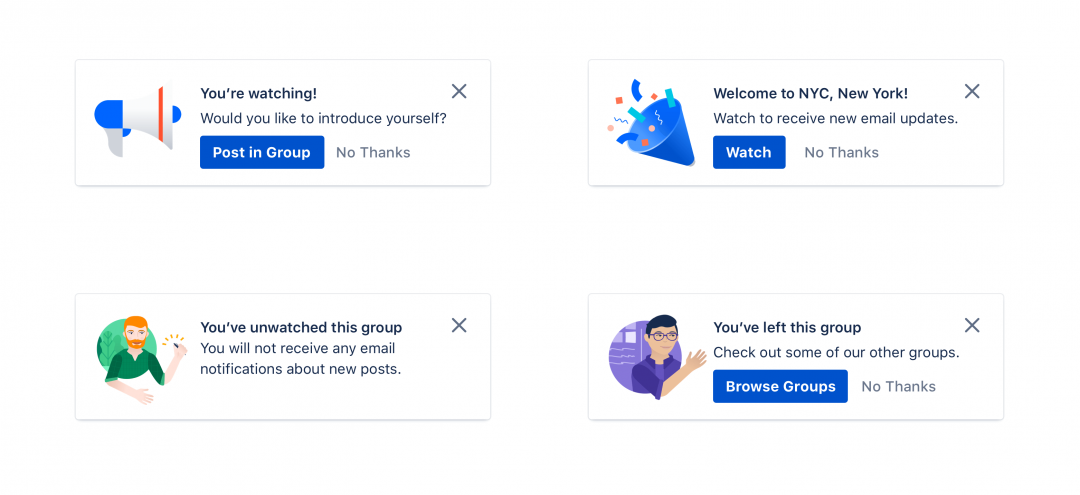 You’re watching!
Would you like to introduce yourself?
Post in Group No Thanks
Welcome to NYC, New York!
Watch to receive new email updates.
Watch No Thanks
You’ve unwatched this group
You will not receive any email
notifications about new posts.
You’ve left this group
Check out some of our other groups.
Browse Groups No Thanks